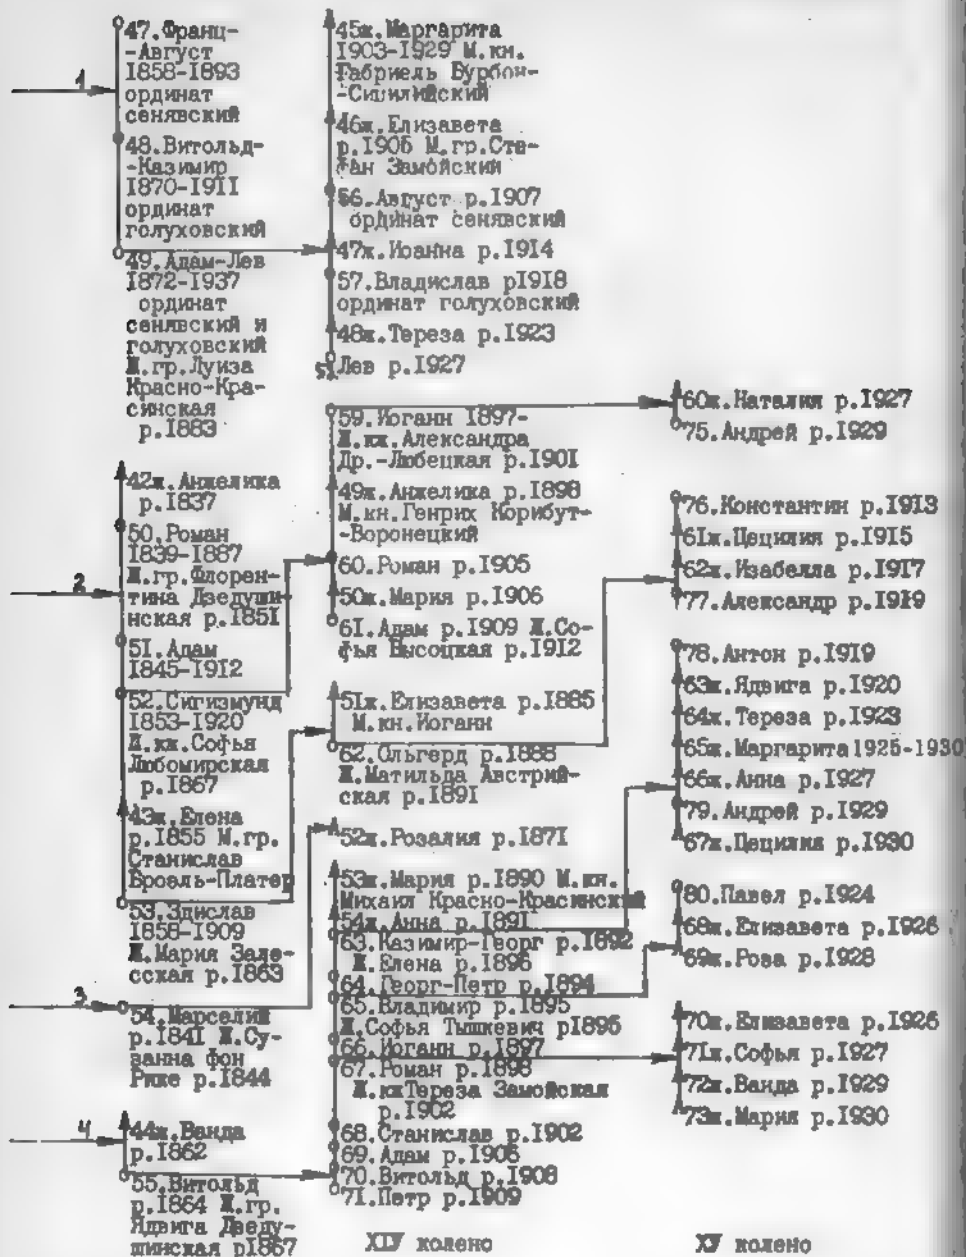 1
47.Франц-
-Август
1858-1893
ординат
сенявский
48.Витольд-
-Казимир
1870-1911
ординат
голуховский
49.Адам-Лев
1872-1937
ординат
сенявский и
голуховский
Ж.гр.Луиза
Красно-Кра-
синская
р.1883
2
42ж.Анжелика
р.1837
50.Роман
1839-1887
Ж.гр.Флорен-
тина Дзедуши-
нская р.1851
51.Адам
1845-1912
52.Сигизмунд
1853-1920
Ж.кж.Софья
Любомирская
р.1867
43ж.Елена
р.1855 М.гр.
Станислав
Броэль-Платер
53.Здислав
1858-1909
Ж.Мария Зале-
сская р.1863
3
54.Марселий
р.1841 Ж.Су-
занна фон
Рике р.1844
4
44ж.Ванда
р.1862
55.Витольд
р.1864 Ж.гр.
Ядвига Дзеду-
шинская р1867
45ж.Маргарита
1903-1929 М.кн.
Габриель Бурбон-
-Сицилийский
46ж.Елизавета
р.1905 М.гр.Сте-
фан Замойский
56.Август р.1907
ординат сенявский
47ж.Иоанна р.1914
57.Владислав р1918
ординат голуховский
48ж.Тереза р.1923
Лев р.1927
59.Иоганн 1897-
Ж.кж.Александра
Др.-Любецкая р.1901
49ж.Анжелика р.1898
М.кн.Генрих Корибут-
-Воронецкий
60.Роман р.1905
50ж.Мария р.1906
61.Адам р.1909 Ж.Со-
фья Высоцкая р.1912
51ж.Елизавета р.1885
М.кн.Иоганн
62.Ольгерд р.1888
Ж.Матильда Австрий-
ская р.1891
52ж.Розалия р.1871
53ж.Мария р.1890 М.кн.
Михаил Красно-Красинский
54ж.Анна р.1891
63.Казимир-Георг р.1892
Ж.Елена р.1896
64.Георг-Петр р.1894
65.Владимир р.1895
Ж.Софья Тышкевич р1895
66.Иоганн р.1897
67.Роман р.1898
Ж.кжТереза Замойская
р.1902
68.Станислав р.1902
69.Адам р.1906
70.Витольд р.1908
71.Петр р.1909
XIУ колено
60ж.Наталия р.1927
75.Андрей р.1929
76.Константин р.1913
61ж.Цецилия р.1915
62ж.Изабелла р.1917
77.Александр р.1919
78.Антон р.1919
63ж.Ядвига р.1920
64ж.Тереза р.1923
65ж.Маргарита1925-1930
66ж.Анна р.1927
79.Андрей р.1929
67ж.Цецилия р.1930
80.Павел р.1924
68ж.Елизавета р.1926
69ж.Роза р.1928
70ж.Елизавета р.1926
71ж.Софья р.1927
72ж.Ванда р.1929
73ж.Мария р.1930
XУ колено